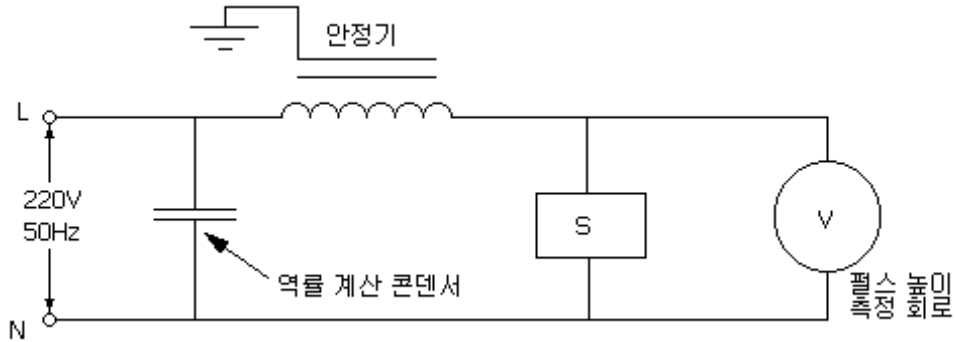 안정기
L
220V
50Hz
S
V
역률 계산 콘덴서
펄스 높이
측정 회로
N